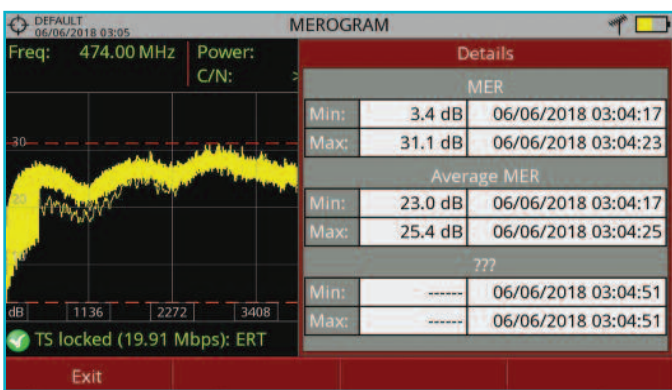 DEFAULT
06/06/2018 03:05
MEROGRAM
Freq: 474.00 MHz Power:
C/N: >
30
20
dB 1136 2272 3408
TS locked (19.91 Mbps): ERT
Details
MER
Min: 3.4 dB 06/06/2018 03:04:17
Max: 31.1 dB 06/06/2018 03:04:23
Average MER
Min: 23.0 dB 06/06/2018 03:04:17
Max: 25.4 dB 06/06/2018 03:04:25
???
Min: ------ 06/06/2018 03:04:51
Max: ------ 06/06/2018 03:04:51
Exit